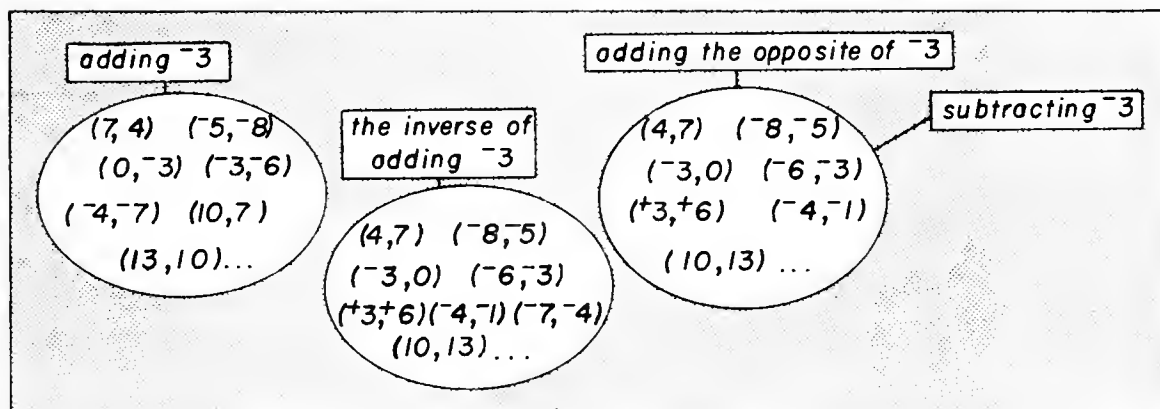 adding ⁻3
(7,4) (⁻5,⁻8)
(0,⁻3) (⁻3,⁻6)
(⁻4,⁻7) (10,7)
(13,10)...
the inverse of
adding ⁻3
(4,7) (⁻8,⁻5)
(⁻3,0) (⁻6,⁻3)
(⁺3,⁺6)(⁻4,⁻1)(⁻7,⁻4)
(10,13)...
adding the opposite of ⁻3
subtracting ⁻3
(4,7) (⁻8,⁻5)
(⁻3,0) (⁻6,⁻3)
(⁺3,⁺6) (⁻4,⁻1)
(10,13) ...